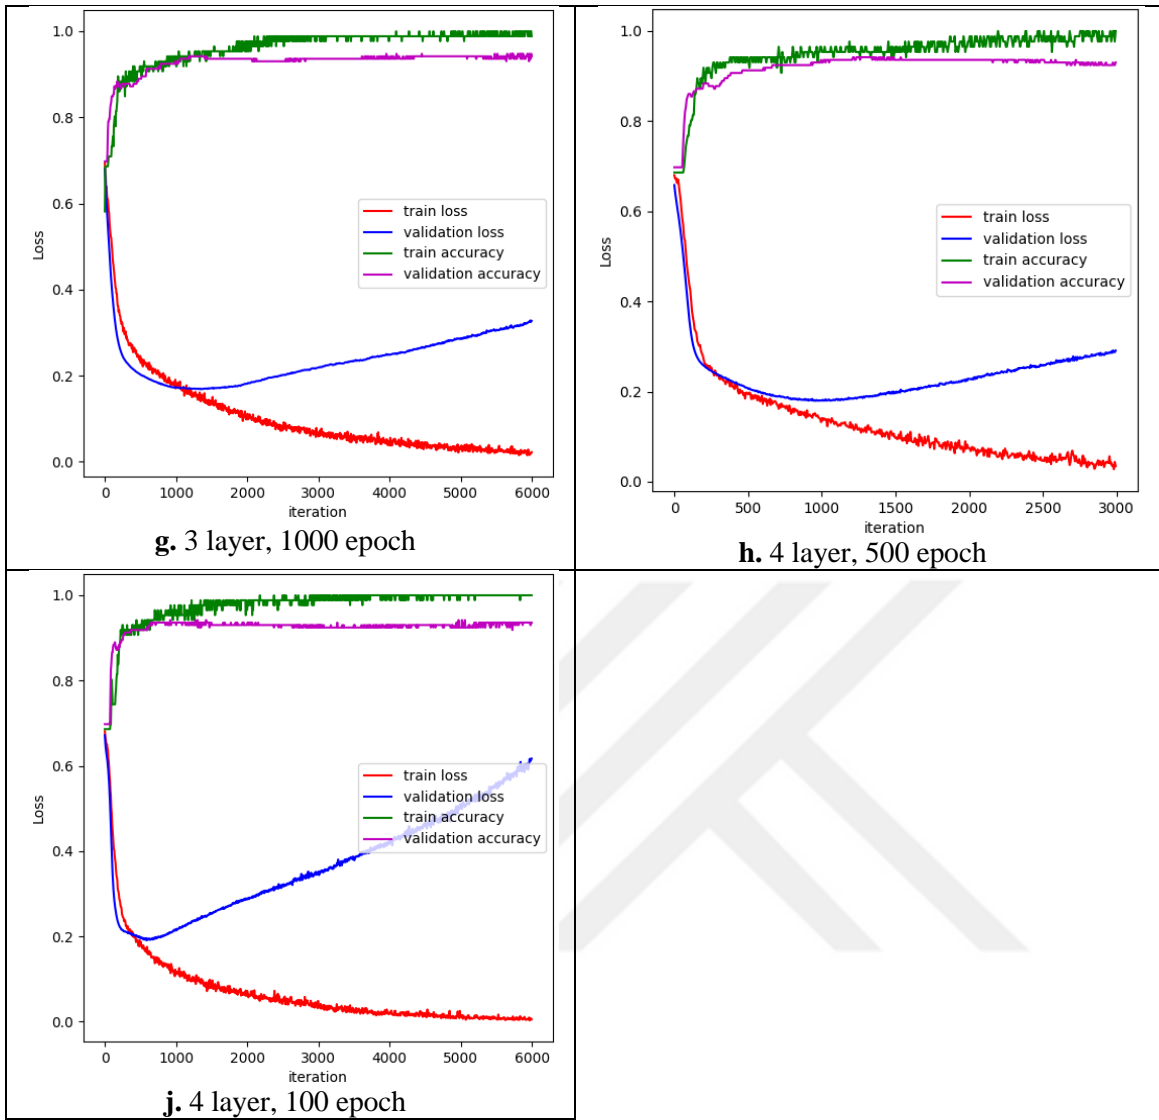 1.0
0.8
0.6
0.4
0.2
0.0
Loss
train loss
validation loss
train accuracy
validation accuracy
0 1000 2000 3000 4000 5000 6000
iteration
g. 3 layer, 1000 epoch
1.0
0.8
0.6
0.4
0.2
0.0
Loss
train loss
validation loss
train accuracy
validation accuracy
0 500 1000 1500 2000 2500 3000
iteration
h. 4 layer, 500 epoch
1.0
0.8
0.6
0.4
0.2
0.0
Loss
train loss
validation loss
train accuracy
validation accuracy
0 1000 2000 3000 4000 5000 6000
iteration
j. 4 layer, 100 epoch